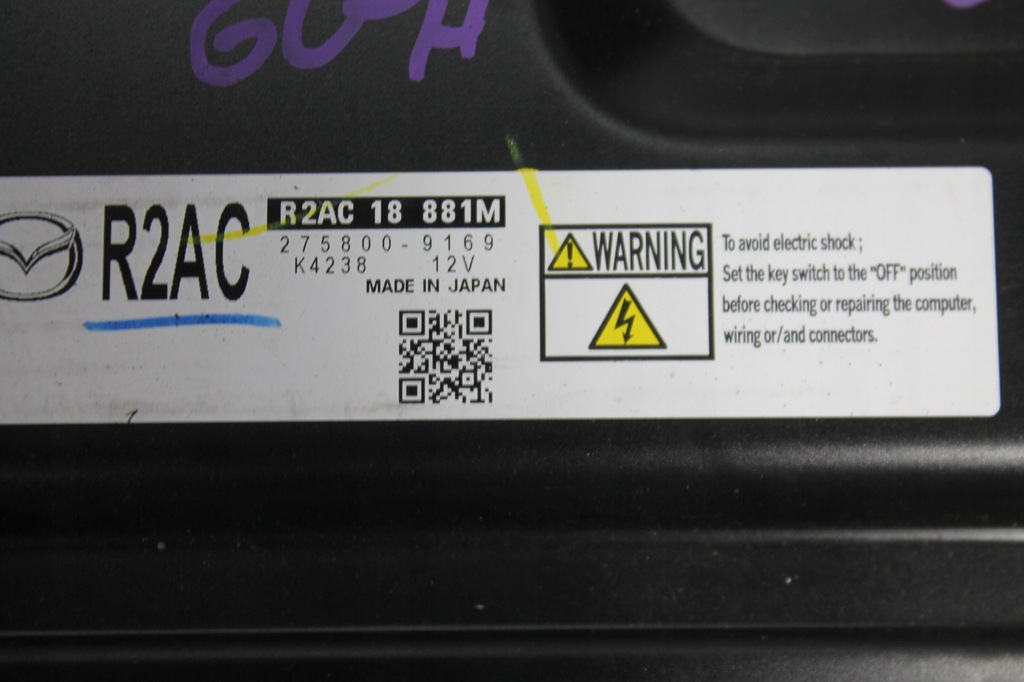 R2AC
R2AC 18 881M
275800-9169
K4238 12V
MADE IN JAPAN
WARNING
To avoid electric shock ;
Set the key switch to the "OFF" position
before checking or repairing the computer,
wiring or/and connectors.